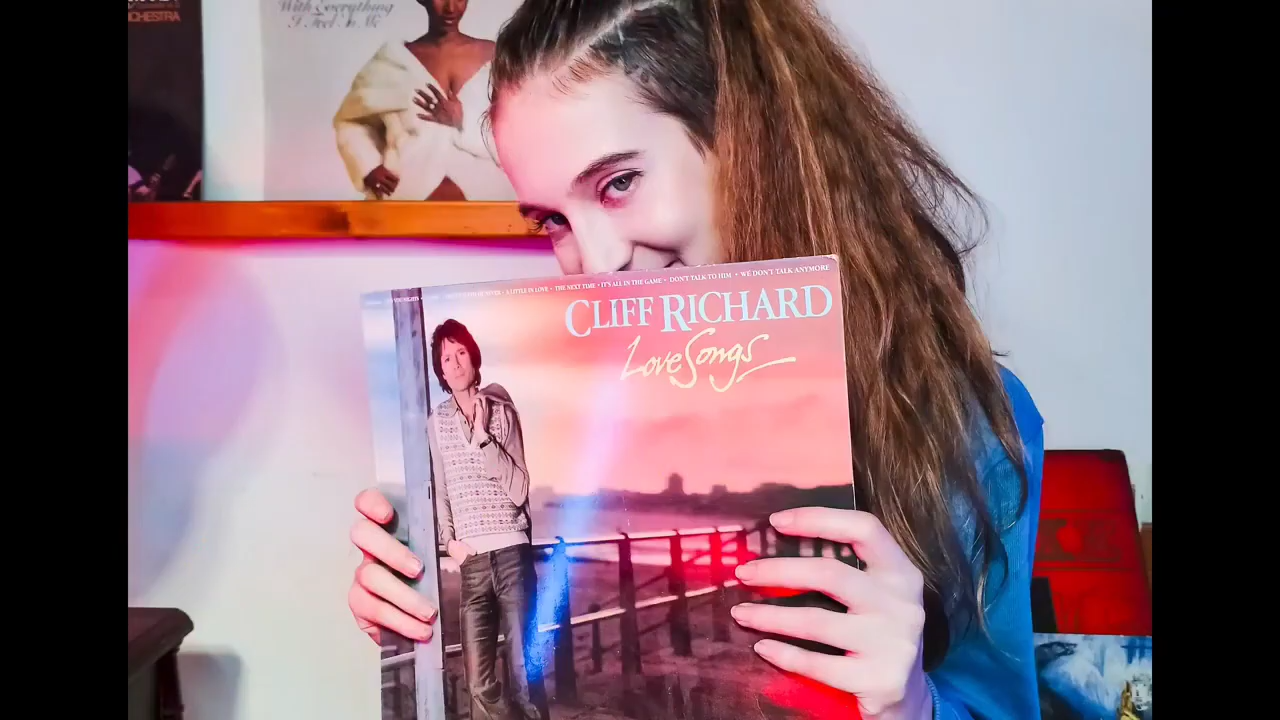 CHESTRA
With Everything
I Feel In Me
A LITTLE IN LOVE • THE NEXT TIME • IT'S ALL IN THE GAME • DON'T TALK TO HIM • WE DON'T TALK ANYMORE
CLIFF RICHARD
Love Songs